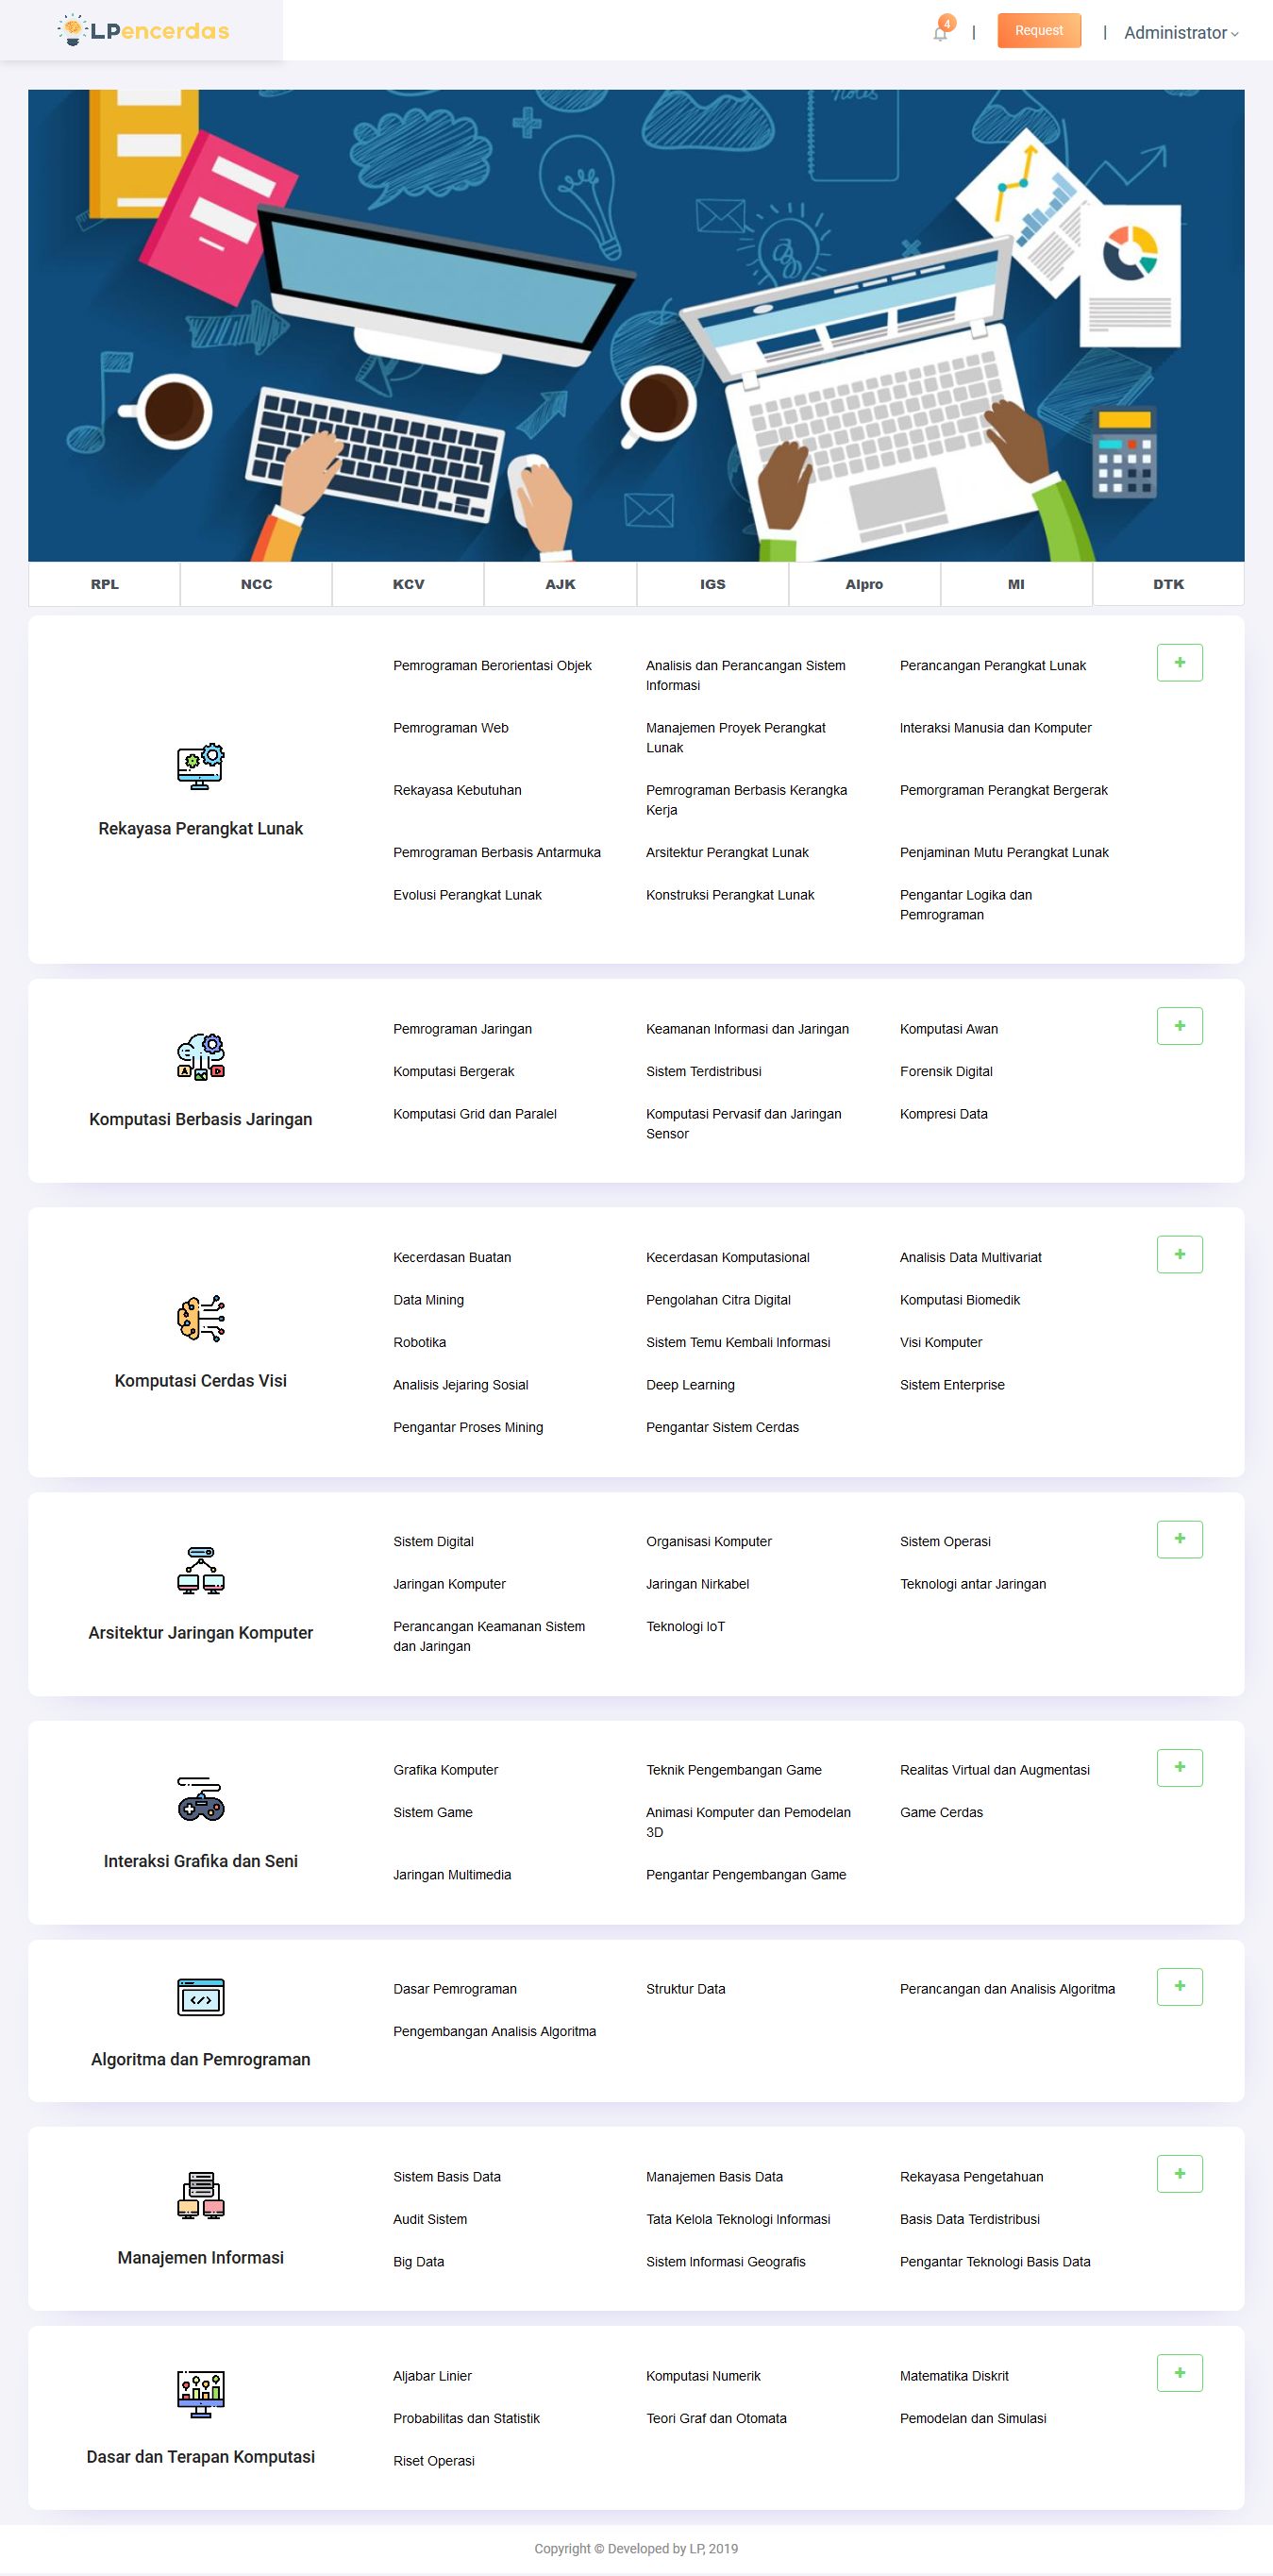 LPencerdas
4
|
Request
|
Administrator
notes
RPL NCC KCV AJK IGS Alpro MI DTK
Rekayasa Perangkat Lunak
Pemrograman Berorientasi Objek
Analisis dan Perancangan Sistem
Informasi
Perancangan Perangkat Lunak
Pemrograman Web
Manajemen Proyek Perangkat
Lunak
Interaksi Manusia dan Komputer
Rekayasa Kebutuhan
Pemrograman Berbasis Kerangka
Kerja
Pemorgraman Perangkat Bergerak
Pemrograman Berbasis Antarmuka
Arsitektur Perangkat Lunak
Penjaminan Mutu Perangkat Lunak
Evolusi Perangkat Lunak
Konstruksi Perangkat Lunak
Pengantar Logika dan
Pemrograman
Komputasi Berbasis Jaringan
Pemrograman Jaringan
Keamanan Informasi dan Jaringan
Komputasi Awan
Komputasi Bergerak
Sistem Terdistribusi
Forensik Digital
Komputasi Grid dan Paralel
Komputasi Pervasif dan Jaringan
Sensor
Kompresi Data
Komputasi Cerdas Visi
Kecerdasan Buatan
Kecerdasan Komputasional
Analisis Data Multivariat
Data Mining
Pengolahan Citra Digital
Komputasi Biomedik
Robotika
Sistem Temu Kembali Informasi
Visi Komputer
Analisis Jejaring Sosial
Deep Learning
Sistem Enterprise
Pengantar Proses Mining
Pengantar Sistem Cerdas
Arsitektur Jaringan Komputer
Sistem Digital
Organisasi Komputer
Sistem Operasi
Jaringan Komputer
Jaringan Nirkabel
Teknologi antar Jaringan
Perancangan Keamanan Sistem
dan Jaringan
Teknologi IoT
Interaksi Grafika dan Seni
Grafika Komputer
Teknik Pengembangan Game
Realitas Virtual dan Augmentasi
Sistem Game
Animasi Komputer dan Pemodelan
3D
Game Cerdas
Jaringan Multimedia
Pengantar Pengembangan Game
Algoritma dan Pemrograman
Dasar Pemrograman
Struktur Data
Perancangan dan Analisis Algoritma
Pengembangan Analisis Algoritma
Manajemen Informasi
Sistem Basis Data
Manajemen Basis Data
Rekayasa Pengetahuan
Audit Sistem
Tata Kelola Teknologi Informasi
Basis Data Terdistribusi
Big Data
Sistem Informasi Geografis
Pengantar Teknologi Basis Data
Dasar dan Terapan Komputasi
Aljabar Linier
Komputasi Numerik
Matematika Diskrit
Probabilitas dan Statistik
Teori Graf dan Otomata
Pemodelan dan Simulasi
Riset Operasi
Copyright © Developed by LP, 2019